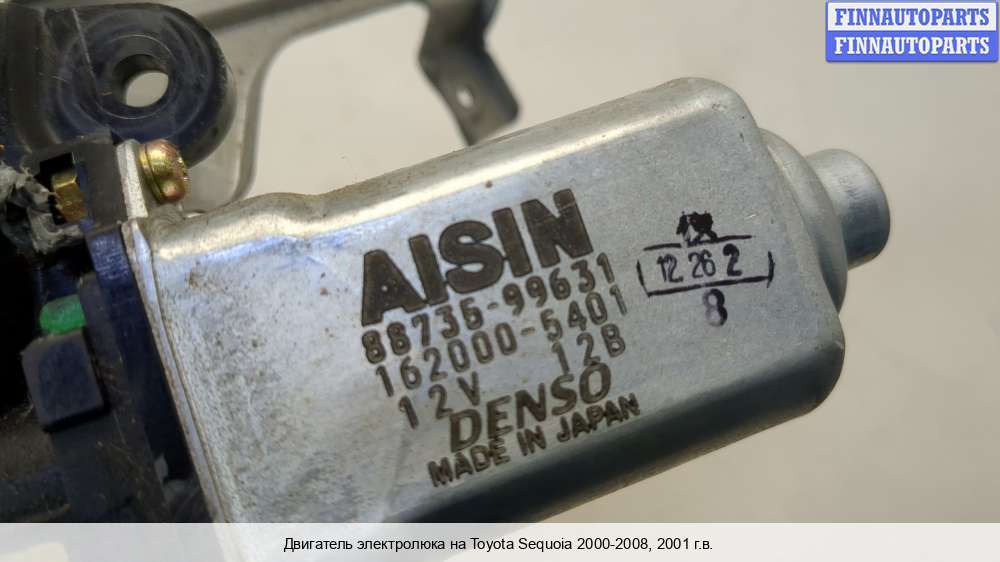 FINNAUTOPARTS
FINNAUTOPARTS
AISIN
88735-99631
162000-5401
12V 12B
DENSO
MADE IN JAPAN
12 26 2
8
Двигатель электролюка на Toyota Sequoia 2000-2008, 2001 г.в.